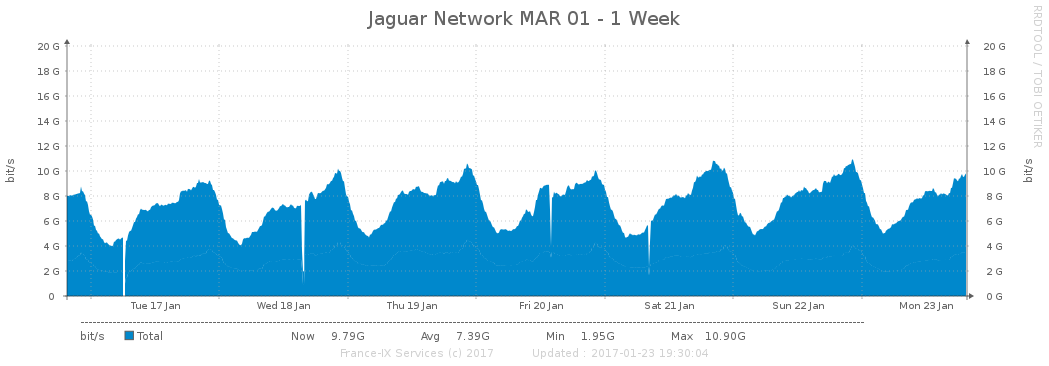 Jaguar Network MAR 01 - 1 Week
RRDTOOL / TOBI OETIKER
20 G 20 G
18 G 18 G
16 G 16 G
14 G 14 G
12 G 12 G
10 G 10 G
8 G 8 G
6 G 6 G
4 G 4 G
2 G 2 G
0 0 G
bit/s bit/s
Tue 17 Jan Wed 18 Jan Thu 19 Jan Fri 20 Jan Sat 21 Jan Sun 22 Jan Mon 23 Jan
bit/s Total Now 9.79G Avg 7.39G Min 1.95G Max 10.90G
France-IX Services (c) 2017 Updated : 2017-01-23 19:30:04